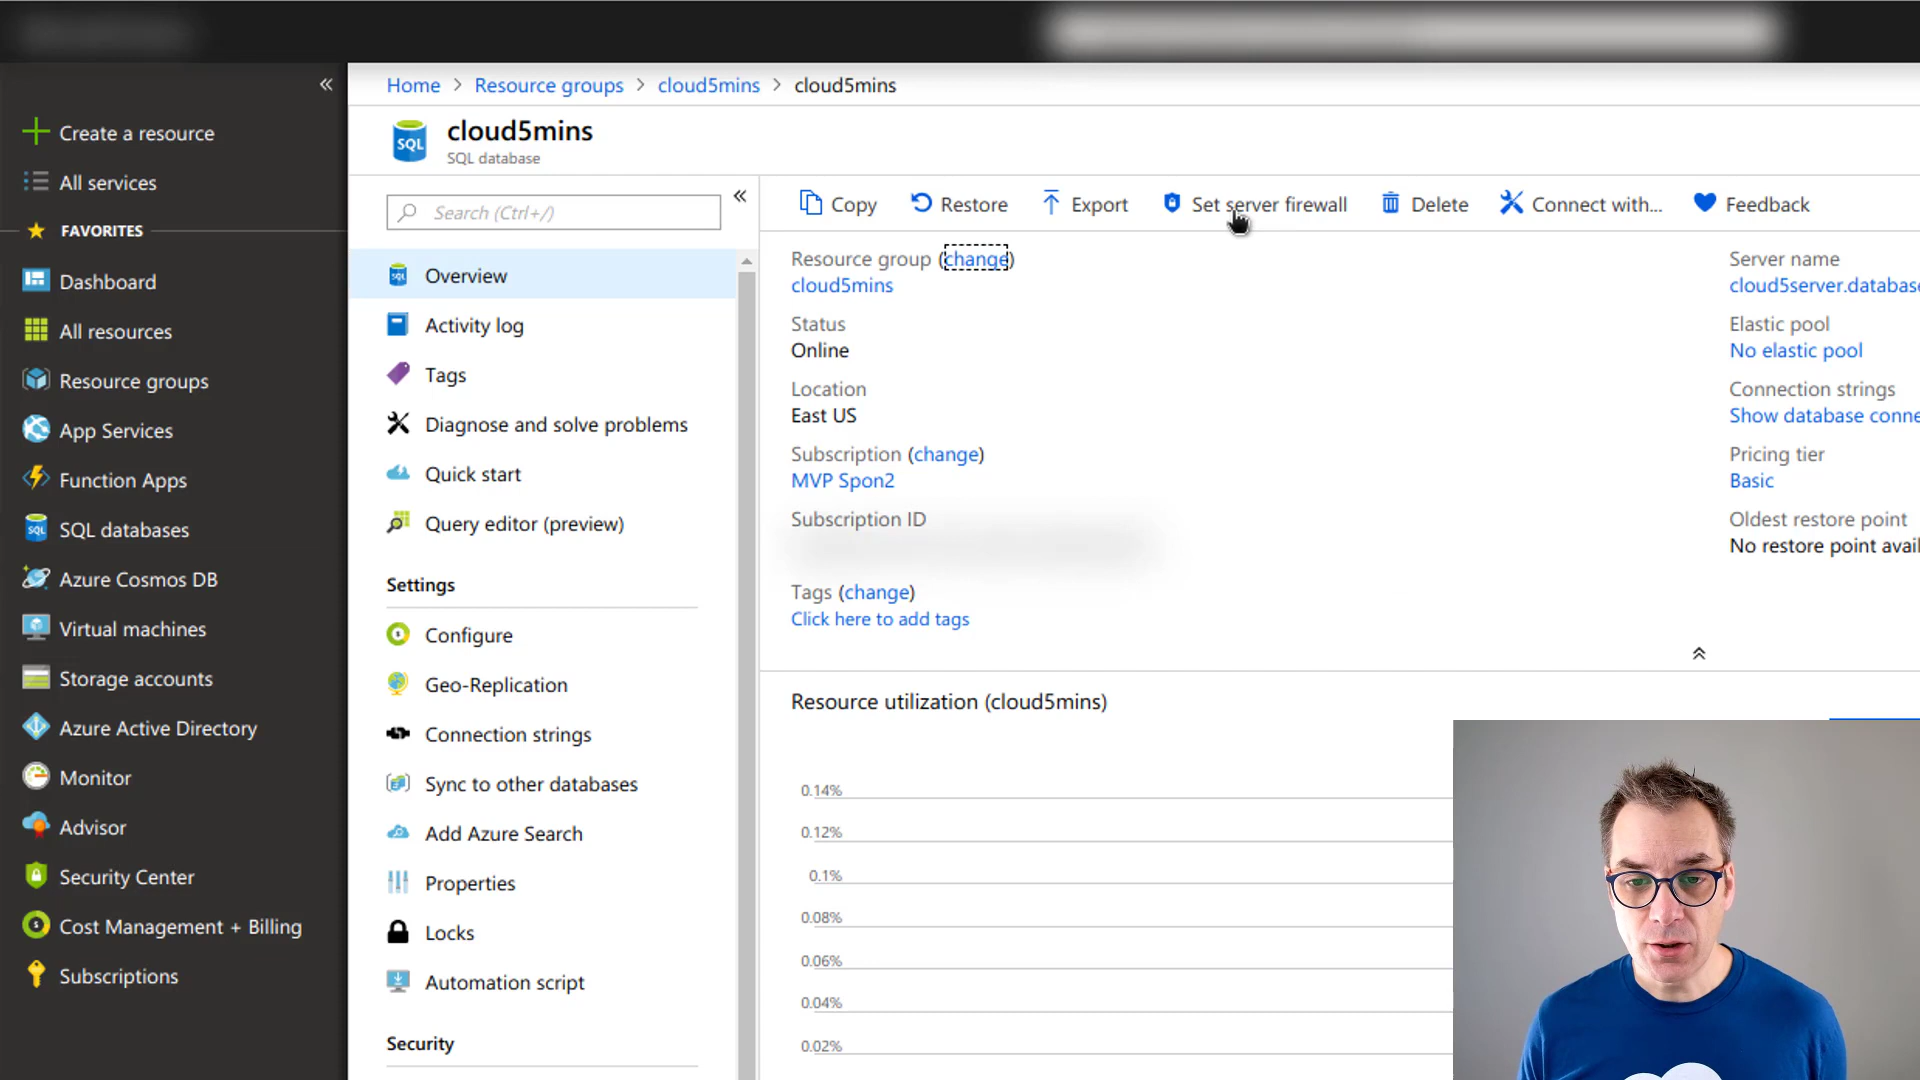 Home > Resource groups > cloud5mins > cloud5mins
SQL
cloud5mins
SQL database
Create a resource
All services
FAVORITES
Dashboard
All resources
Resource groups
App Services
Function Apps
SQL databases
Azure Cosmos DB
Virtual machines
Storage accounts
Azure Active Directory
Monitor
Advisor
Security Center
Cost Management + Billing
Subscriptions
Search (Ctrl+/)
Overview
Activity log
Tags
Diagnose and solve problems
Quick start
Query editor (preview)
Settings
Configure
Geo-Replication
Connection strings
Sync to other databases
Add Azure Search
Properties
Locks
Automation script
Security
Copy Restore Export Set server firewall Delete Connect with... Feedback
Resource group (change)
cloud5mins
Status
Online
Location
East US
Subscription (change)
MVP Spon2
Subscription ID
Tags (change)
Click here to add tags
Server name
cloud5server.database
Elastic pool
No elastic pool
Connection strings
Show database conne
Pricing tier
Basic
Oldest restore point
No restore point avail
Resource utilization (cloud5mins)
0.14%
0.12%
0.1%
0.08%
0.06%
0.04%
0.02%